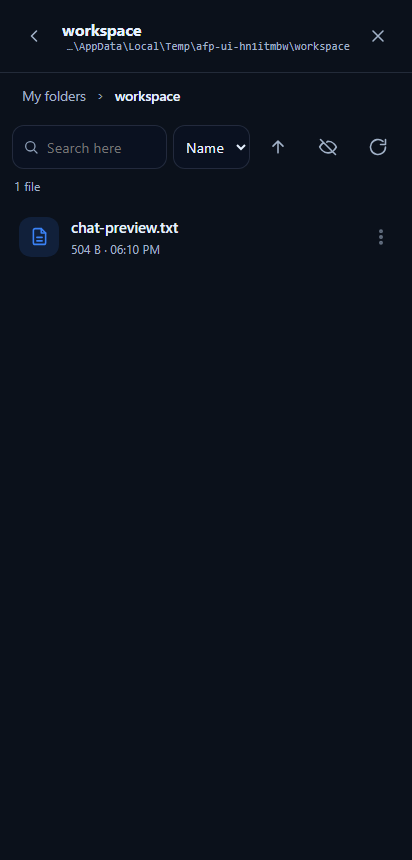 workspace
…\AppData\Local\Temp\afp-ui-hn1itmbw\workspace
My folders › workspace
Search here Name
1 file
chat-preview.txt
504 B · 06:10 PM